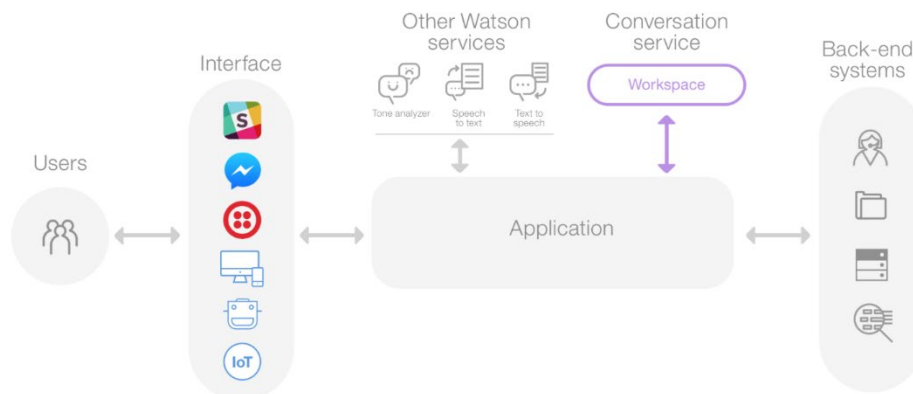 Users
Interface
S
IoT
Other Watson
services
Tone analyzer
Speech
to text
Text to
speech
Conversation
service
Workspace
Application
Back-end
systems